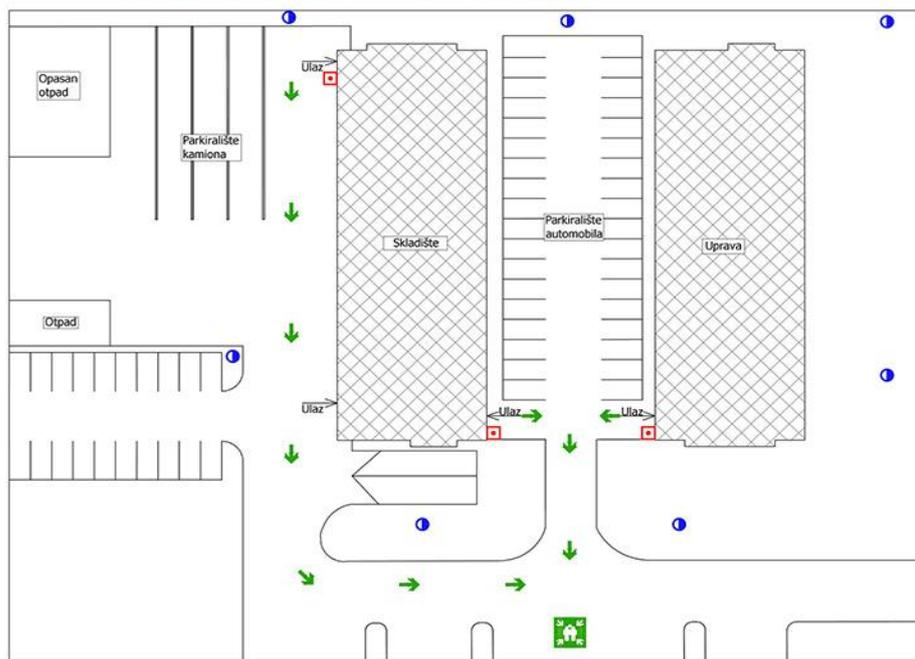 Ulaz
Opasan
otpad
Parkiralište
kamiona
Parkiralište
automobila
Skladište
Uprava
Otpad
Ulaz
Ulaz
Ulaz